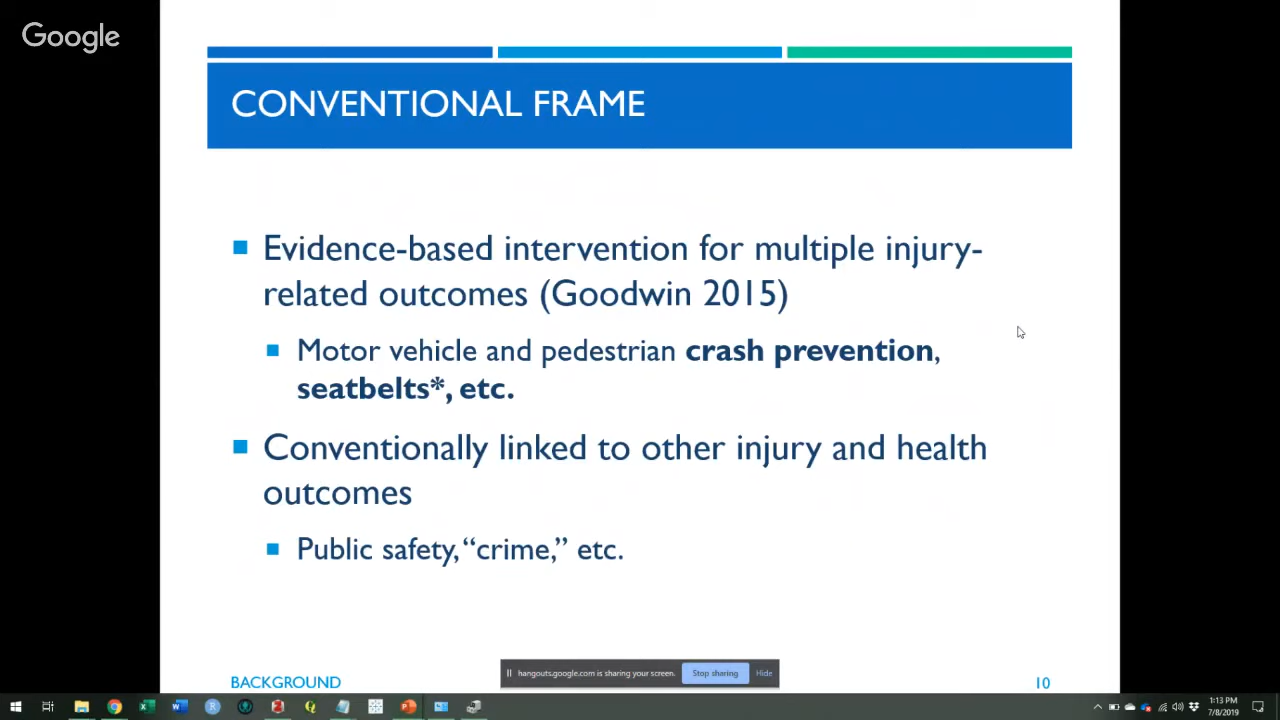 Google
CONVENTIONAL FRAME
Evidence-based intervention for multiple injury-
related outcomes (Goodwin 2015)
Motor vehicle and pedestrian crash prevention,
seatbelts*, etc.
Conventionally linked to other injury and health
outcomes
Public safety, “crime,” etc.
hangouts.google.com is sharing your screen. Stop sharing Hide
BACKGROUND 10
1:13 PM
7/8/2019